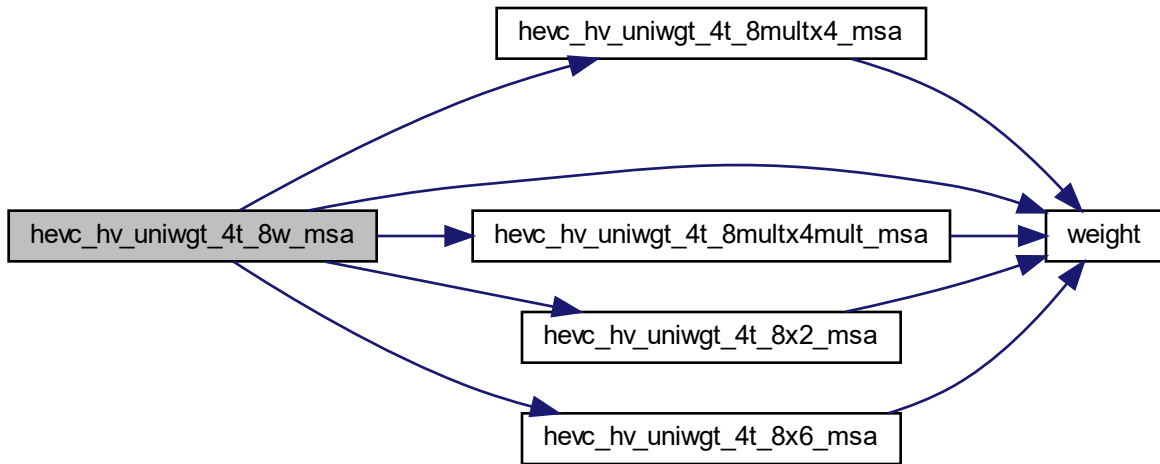 hevc_hv_uniwgt_4t_8multx4_msa
hevc_hv_uniwgt_4t_8w_msa
hevc_hv_uniwgt_4t_8multx4mult_msa
weight
hevc_hv_uniwgt_4t_8x2_msa
hevc_hv_uniwgt_4t_8x6_msa